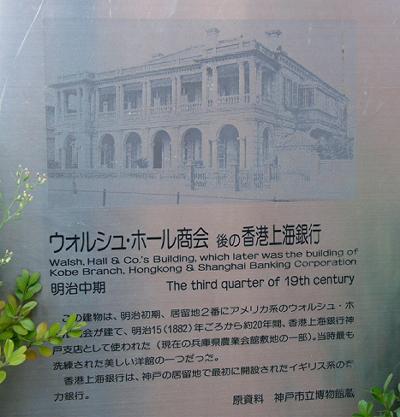 ウォルシュ・ホール商会 後の香港上海銀行
Walsh, Hall & Co.'s Building, which later was the building of
Kobe Branch, Hongkong & Shanghai Banking Corporation
明治中期 The third quarter of 19th century
この建物は、明治初期、居留地2番にアメリカ系のウォルシュ・ホ
商会が建て、明治15(1882)年ごろから約20年間、香港上海銀行神
戸支店として使われた(現在の兵庫県農業会館敷地の一部)。当時最も
洗練された美しい洋館の一つだった。
香港上海銀行は、神戸の居留地で最初に開設されたイギリス系の
力銀行。
原資料 神戸市立博物館蔵